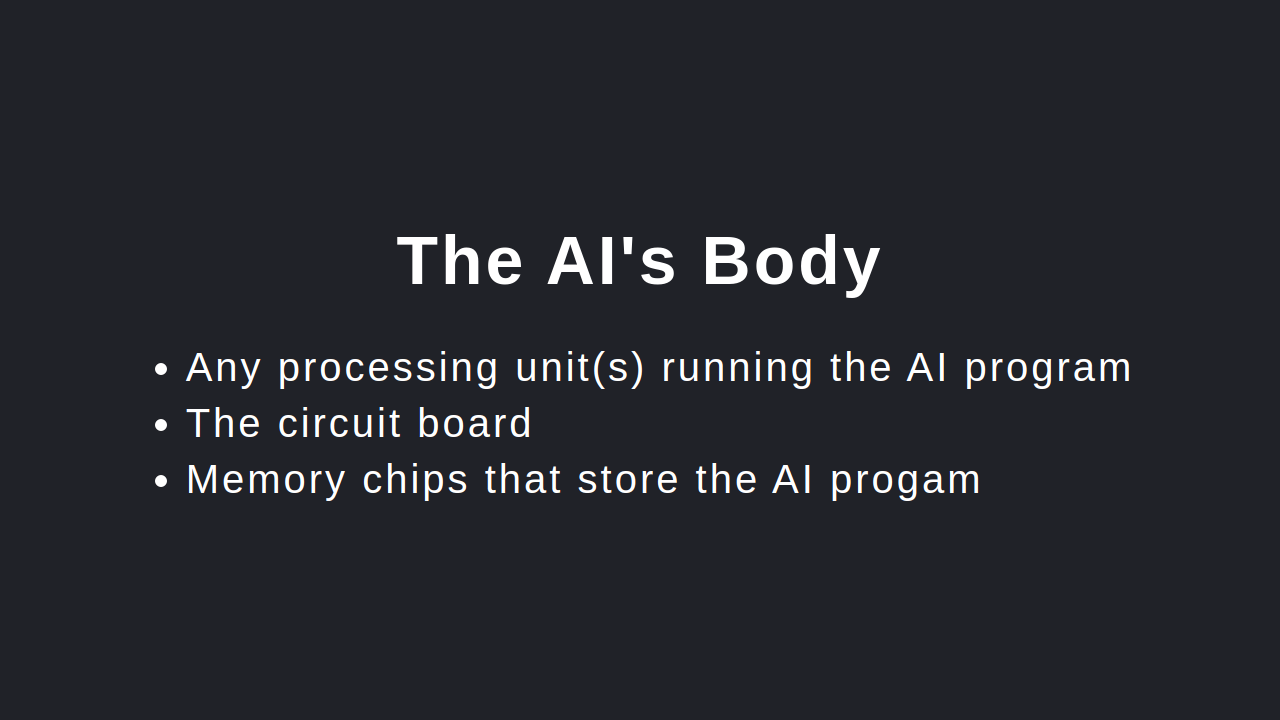 The AI's Body
• Any processing unit(s) running the AI program
• The circuit board
• Memory chips that store the AI progam